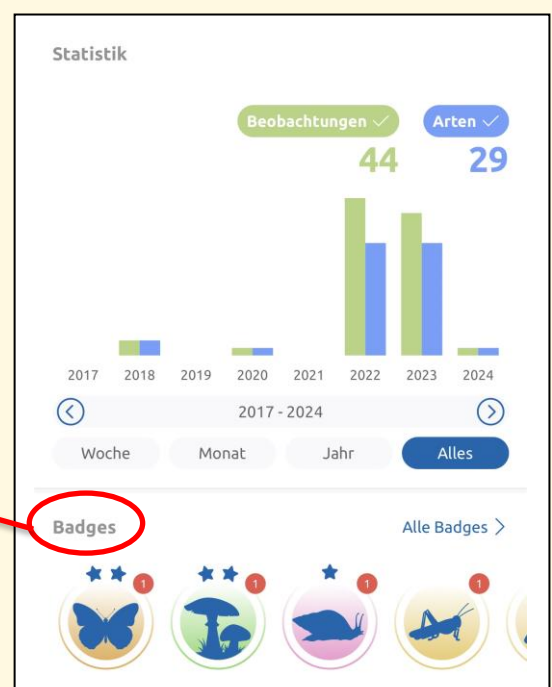 Statistik
Beobachtungen Arten
44 29
2017 2018 2019 2020 2021 2022 2023 2024
2017 - 2024
Woche Monat Jahr Alles
Badges Alle Badges
1 1 1 1